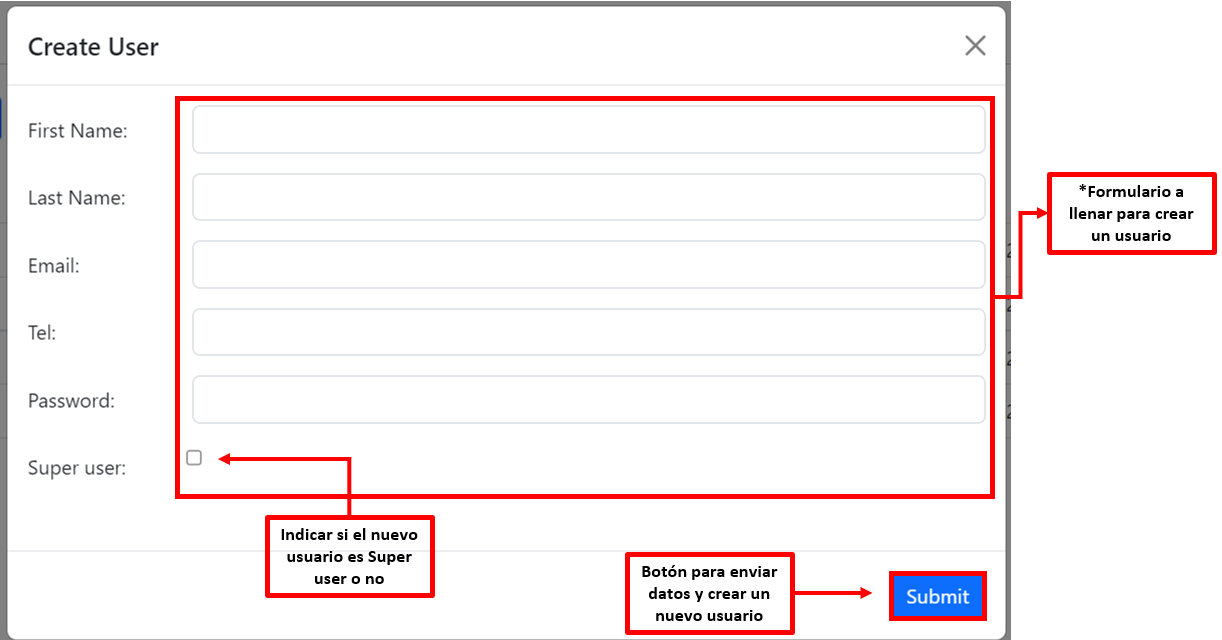 Create User
First Name:
Last Name:
Email:
Tel:
Password:
Super user:
*Formulario a
llenar para crear
un usuario
Indicar si el nuevo
usuario es Super
user o no
Botón para enviar
datos y crear un
nuevo usuario
Submit